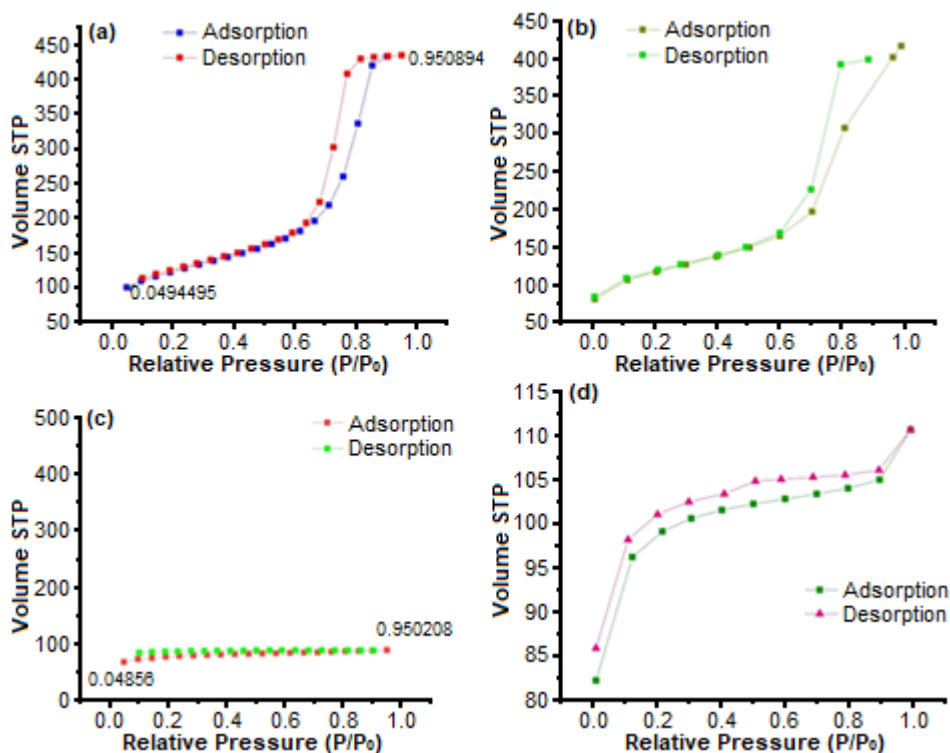 (a)
Adsorption
Desorption
0.950894
0.0494495
450
400
350
300
250
200
150
100
50
Volume STP
0.0 0.2 0.4 0.6 0.8 1.0
Relative Pressure (P/P₀)
(b)
Adsorption
Desorption
450
400
350
300
250
200
150
100
50
Volume STP
0.0 0.2 0.4 0.6 0.8 1.0
Relative Pressure (P/P₀)
(c)
Adsorption
Desorption
0.950208
0.04856
500
400
300
200
100
0
Volume STP
0.0 0.2 0.4 0.6 0.8 1.0
Relative Pressure (P/P₀)
(d)
Adsorption
Desorption
115
110
105
100
95
90
85
80
Volume STP
0.0 0.2 0.4 0.6 0.8 1.0
Relative Pressure (P/P₀)